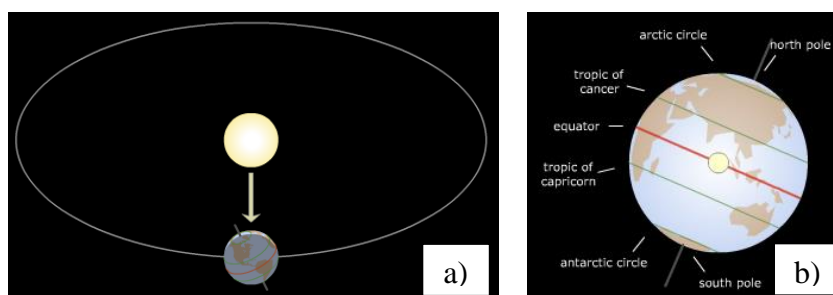 a)
arctic circle
north pole
tropic of
cancer
equator
tropic of
capricorn
antarctic circle
south pole
b)